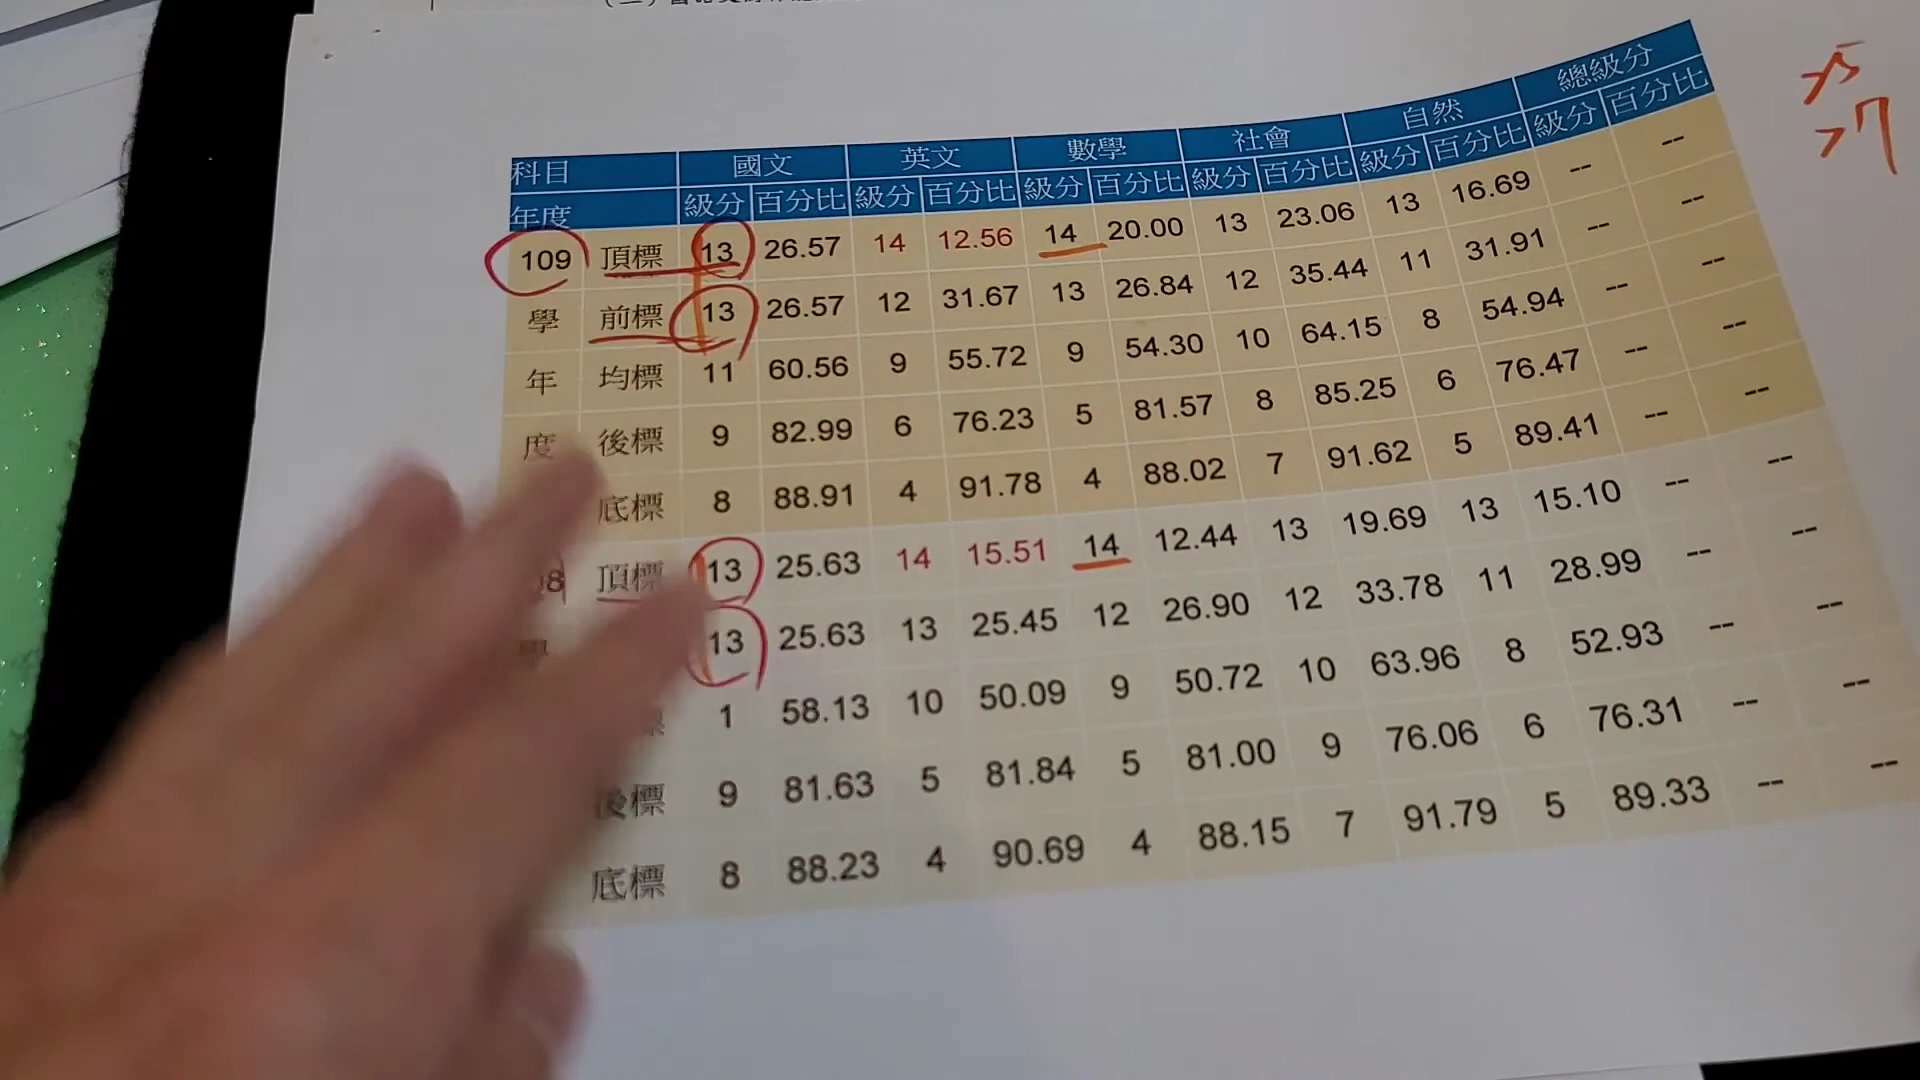 科目 國文 英文 數學 社會 自然 總級分
年度 級分 百分比 級分 百分比 級分 百分比 級分 百分比 級分 百分比 級分 百分比
109 頂標 13 26.57 14 12.56 14 20.00 13 23.06 13 16.69 -- --
學 前標 13 26.57 12 31.67 13 26.84 12 35.44 11 31.91 -- --
年 均標 11 60.56 9 55.72 9 54.30 10 64.15 8 54.94 -- --
度 後標 9 82.99 6 76.23 5 81.57 8 85.25 6 76.47 -- --
底標 8 88.91 4 91.78 4 88.02 7 91.62 5 89.41 -- --
頂標 13 25.63 14 15.51 14 12.44 13 19.69 13 15.10 -- --
13 25.63 13 25.45 12 26.90 12 33.78 11 28.99 -- --
標 1 58.13 10 50.09 9 50.72 10 63.96 8 52.93 -- --
後標 9 81.63 5 81.84 5 81.00 9 76.06 6 76.31 -- --
底標 8 88.23 4 90.69 4 88.15 7 91.79 5 89.33 -- --